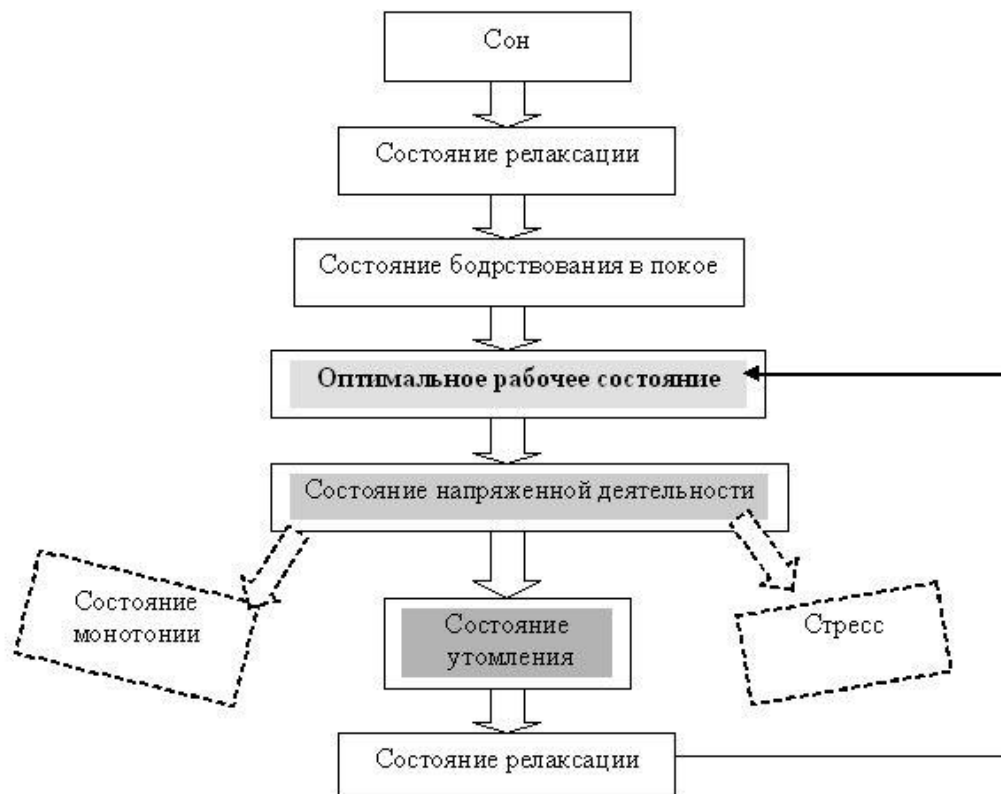 Сон
Состояние релаксации
Состояние бодрствования в покое
Оптимальное рабочее состояние
Состояние напряженной деятельности
Состояние
монотонии
Состояние
утомления
Стресс
Состояние релаксации